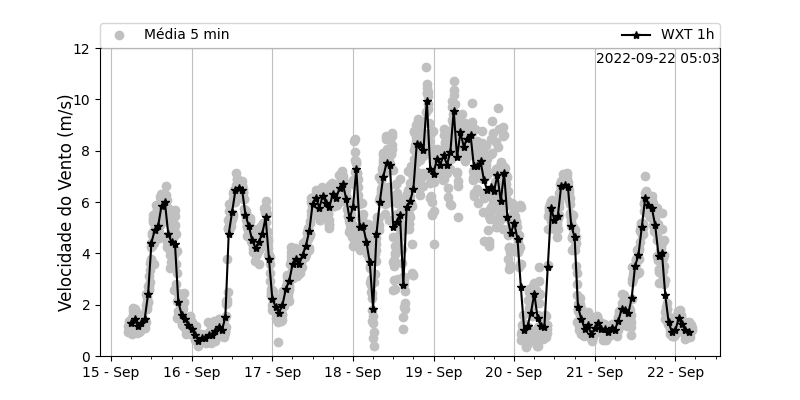 Média 5 min
WXT 1h
2022-09-22 05:03
Velocidade do Vento (m/s)
12
10
8
6
4
2
0
15 - Sep 16 - Sep 17 - Sep 18 - Sep 19 - Sep 20 - Sep 21 - Sep 22 - Sep